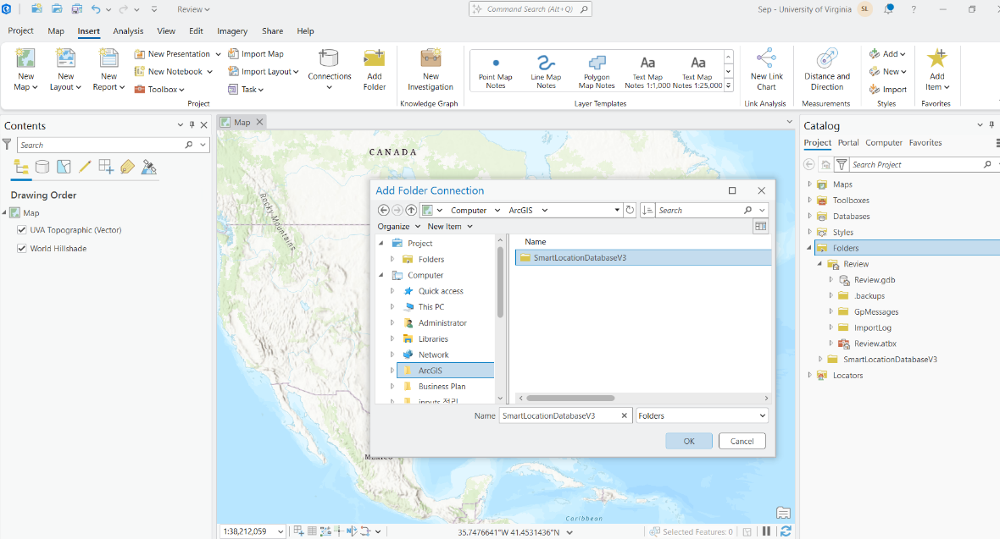 Review
Command Search (Alt+Q)
Sep - University of Virginia
SL
?
Project Map Insert Analysis View Edit Imagery Share Help
New Map
New Layout
New Report
New Presentation
New Notebook
Toolbox
Import Map
Import Layout
Task
Connections
Add Folder
Project
New Investigation
Knowledge Graph
Point Map Notes
Line Map Notes
Polygon Map Notes
Aa
Text Map Notes 1:1,000
Aa
Text Map Notes 1:25,000
Layer Templates
New Link Chart
Link Analysis
Distance and Direction
Measurements
Add
New
Import
Styles
Add Item
Favorites
Contents
Search
Drawing Order
Map
UVA Topographic (Vector)
World Hillshade
Map
CANADA
Rocky Mountains
MEXICO
Caribbean
Add Folder Connection
Computer ArcGIS
Search
Organize New Item
Project
Folders
Computer
Quick access
This PC
Administrator
Libraries
Network
ArcGIS
Business Plan
inputs 정리
Name
SmartLocationDatabaseV3
Name SmartLocationDatabaseV3 Folders
OK Cancel
1:38,212,059
35.7476641°W 41.4531436°N
Selected Features: 0
Catalog
Project Portal Computer Favorites
Search Project
Maps
Toolboxes
Databases
Styles
Folders
Review
Review.gdb
.backups
GpMessages
ImportLog
Review.atbx
SmartLocationDatabaseV3
Locators